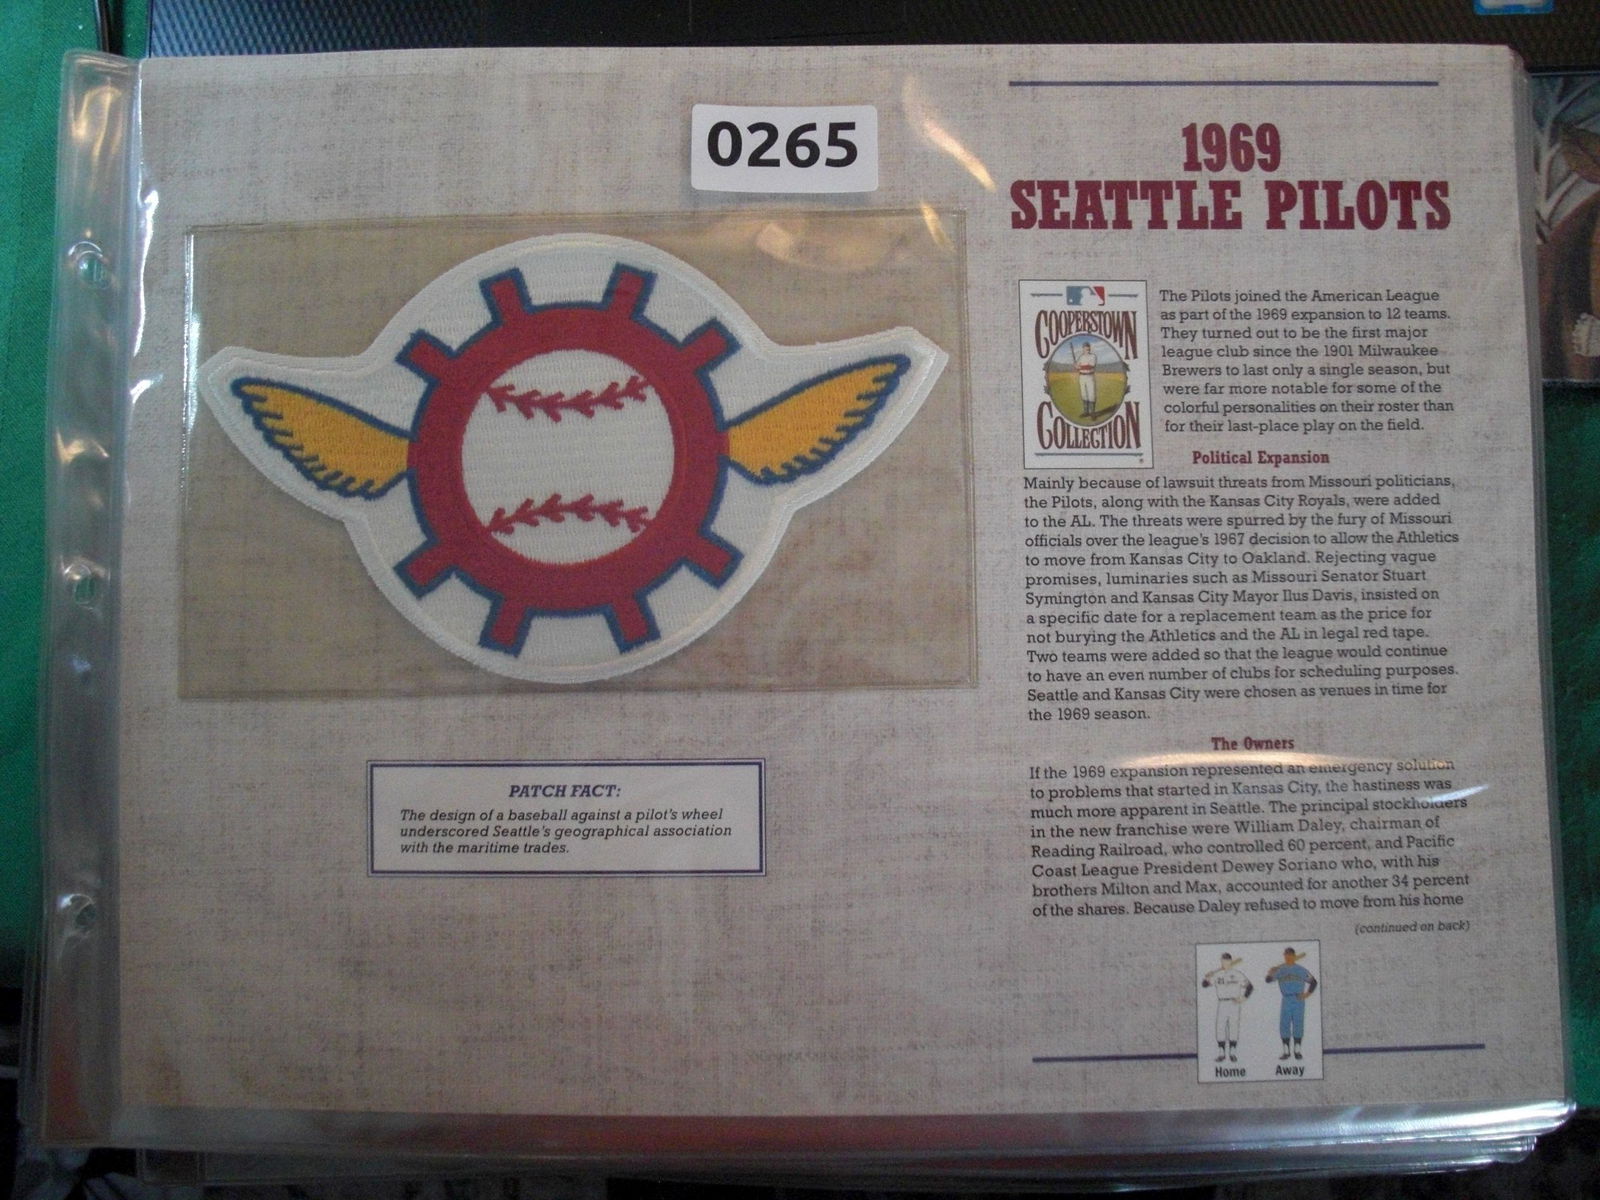 0265
1969
SEATTLE PILOTS
COOPERSTOWN
COLLECTION
The Pilots joined the American League
as part of the 1969 expansion to 12 teams.
They turned out to be the first major
league club since the 1901 Milwaukee
Brewers to last only a single season, but
were far more notable for some of the
colorful personalities on their roster than
for their last-place play on the field.
Political Expansion
Mainly because of lawsuit threats from Missouri politicians,
the Pilots, along with the Kansas City Royals, were added
to the AL. The threats were spurred by the fury of Missouri
officials over the league's 1967 decision to allow the Athletics
to move from Kansas City to Oakland. Rejecting vague
promises, luminaries such as Missouri Senator Stuart
Symington and Kansas City Mayor Ilus Davis, insisted on
a specific date for a replacement team as the price for
not burying the Athletics and the AL in legal red tape.
Two teams were added so that the league would continue
to have an even number of clubs for scheduling purposes.
Seattle and Kansas City were chosen as venues in time for
the 1969 season.
The Owners
If the 1969 expansion represented an emergency solution
to problems that started in Kansas City, the hastiness was
much more apparent in Seattle. The principal stockholders
in the new franchise were William Daley, chairman of
Reading Railroad, who controlled 60 percent, and Pacific
Coast League President Dewey Soriano who, with his
brothers Milton and Max, accounted for another 34 percent
of the shares. Because Daley refused to move from his home
(continued on back)
Home Away
PATCH FACT:
The design of a baseball against a pilot's wheel
underscored Seattle's geographical association
with the maritime trades.